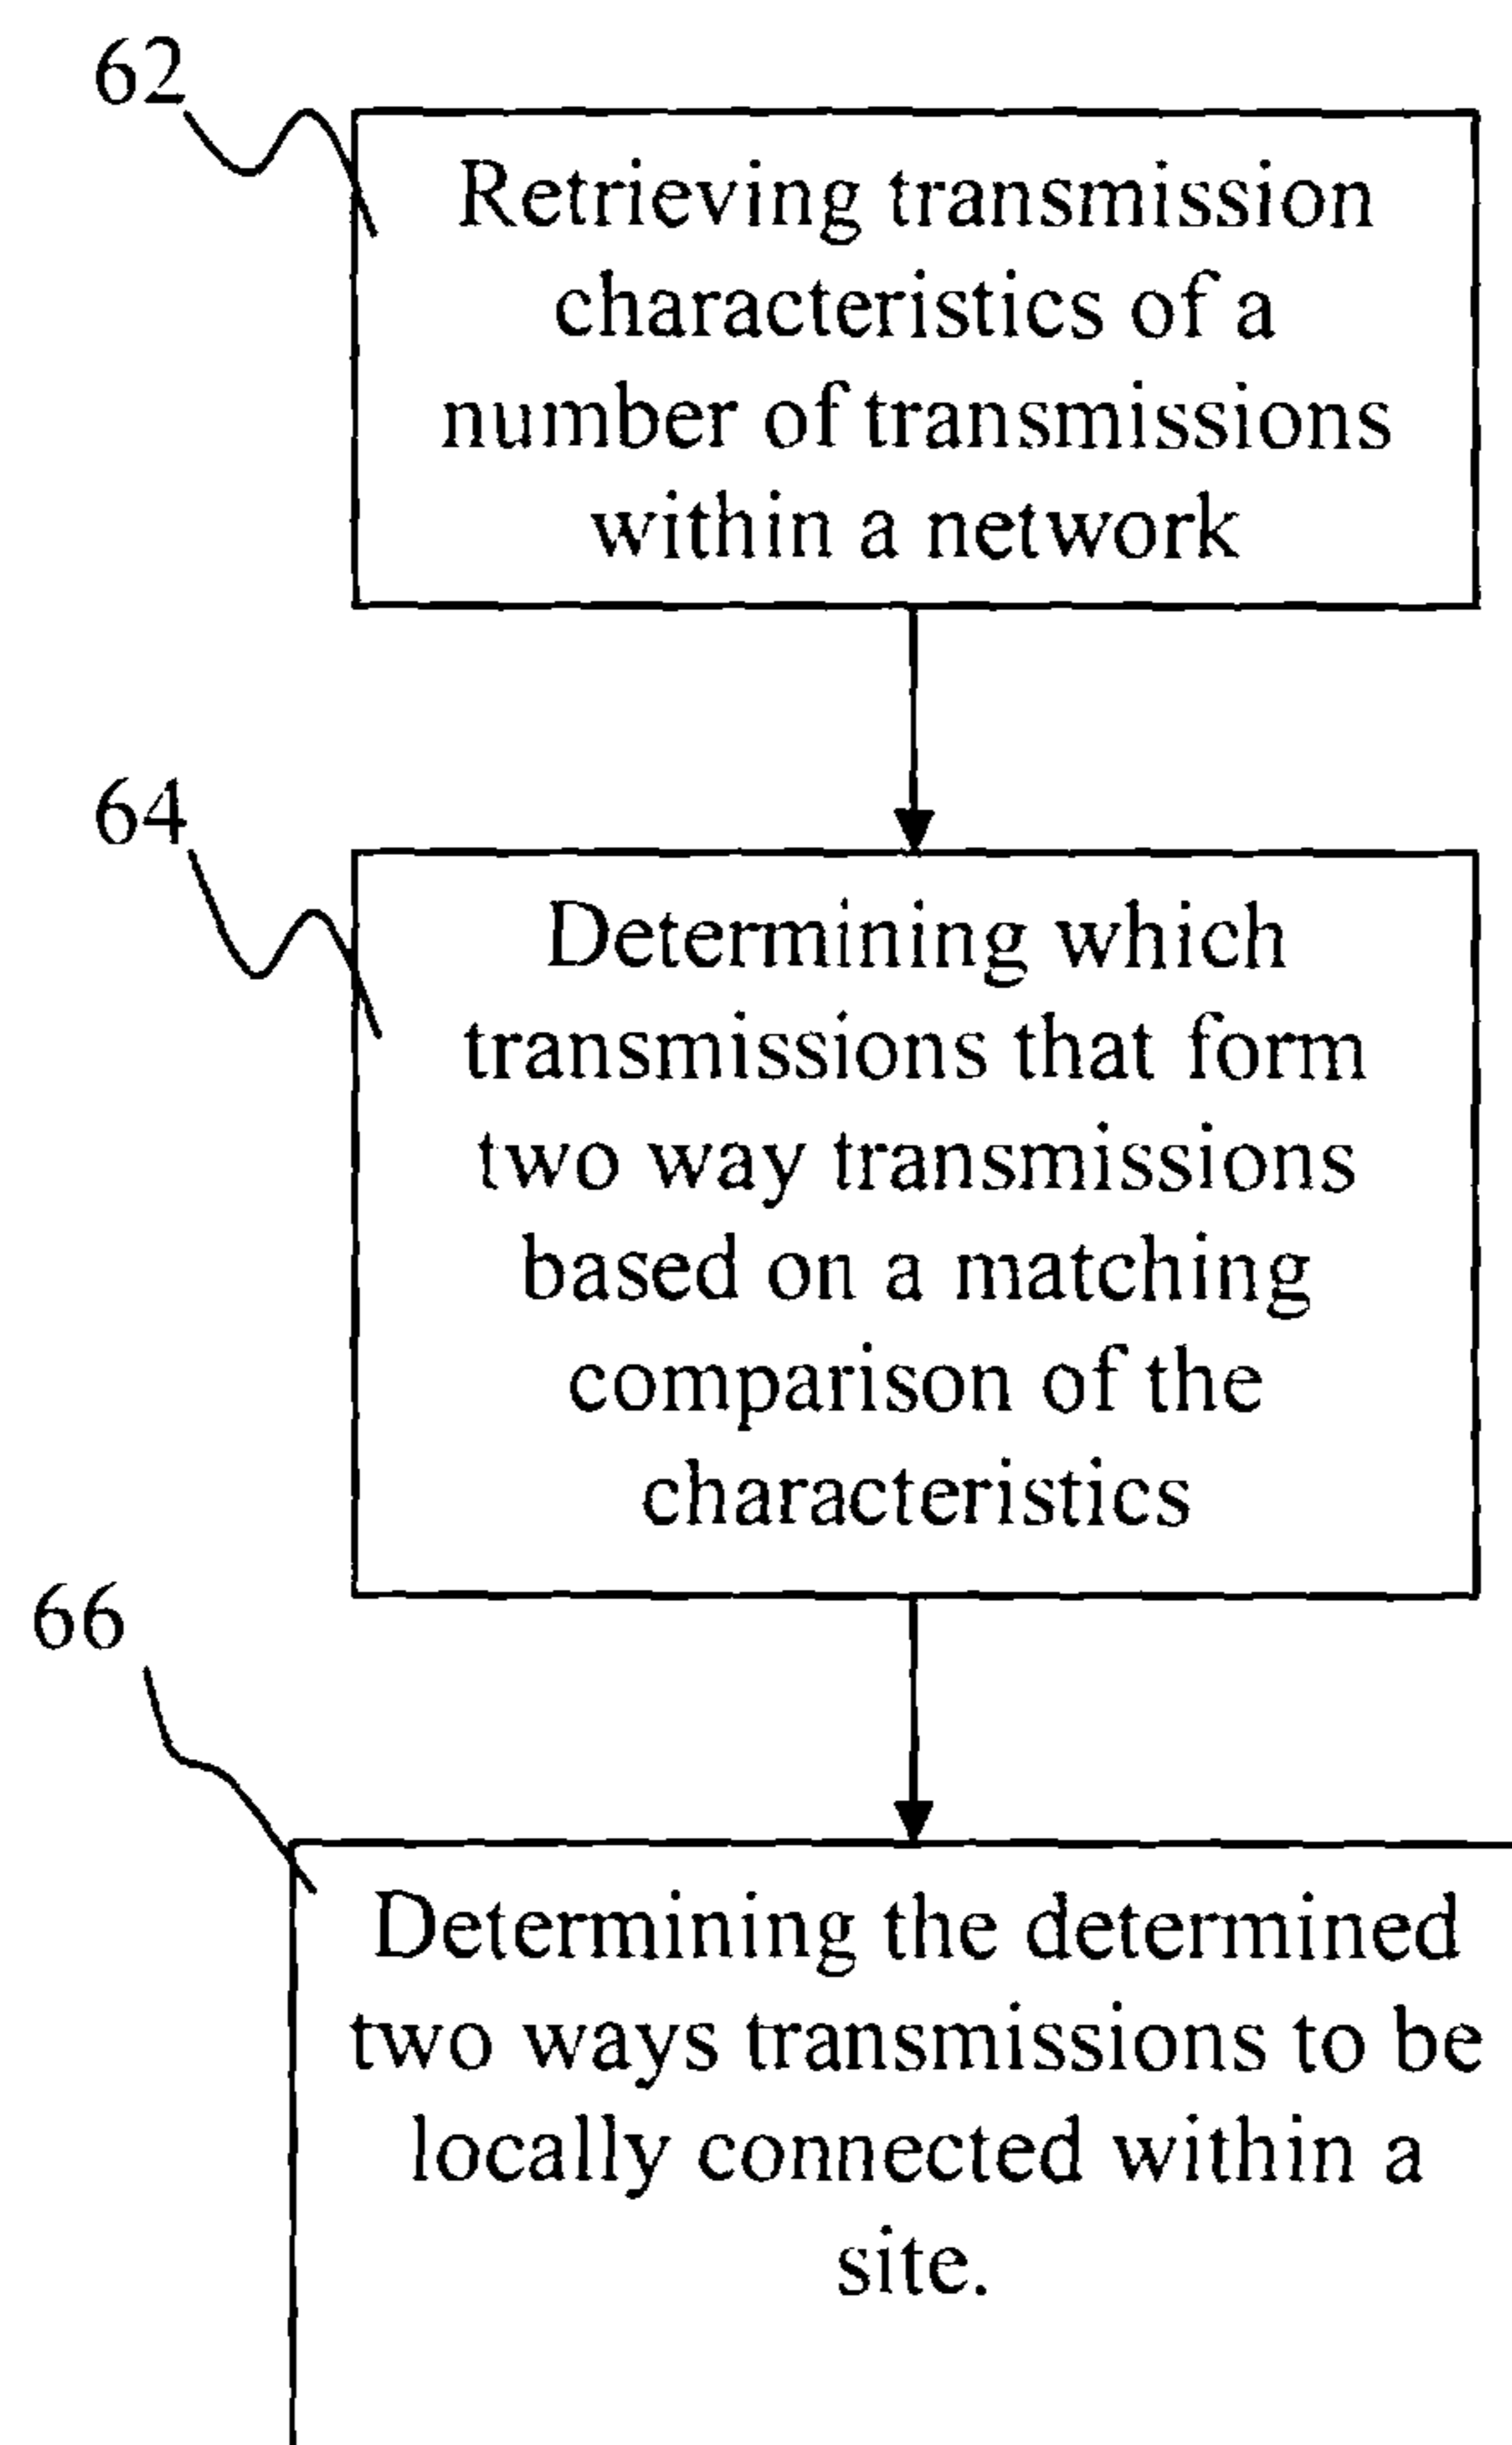 62
Retrieving transmission
characteristics of a
number of transmissions
within a network
64
Determining which
transmissions that form
two way transmissions
based on a matching
comparison of the
characteristics
66
Determining the determined
two ways transmissions to be
locally connected within a
site.